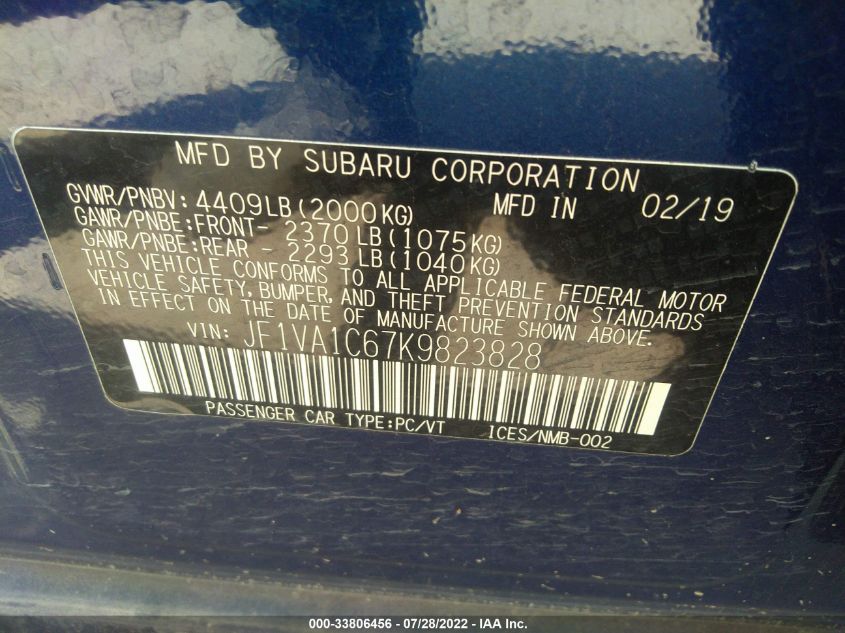 MFD BY SUBARU CORPORATION
GVWR/PNBV: 4409LB(2000KG) MFD IN 02/19
GAWR/PNBE:FRONT- 2370LB(1075KG)
GAWR/PNBE:REAR - 2293LB(1040KG)
THIS VEHICLE CONFORMS TO ALL APPLICABLE FEDERAL MOTOR
VEHICLE SAFETY, BUMPER, AND THEFT PREVENTION STANDARDS
IN EFFECT ON THE DATE OF MANUFACTURE SHOWN ABOVE.
VIN: JF1VA1C67K9823828
PASSENGER CAR TYPE:PC/VT ICES/NMB-002
000-33806456 - 07/28/2022 - IAA Inc.